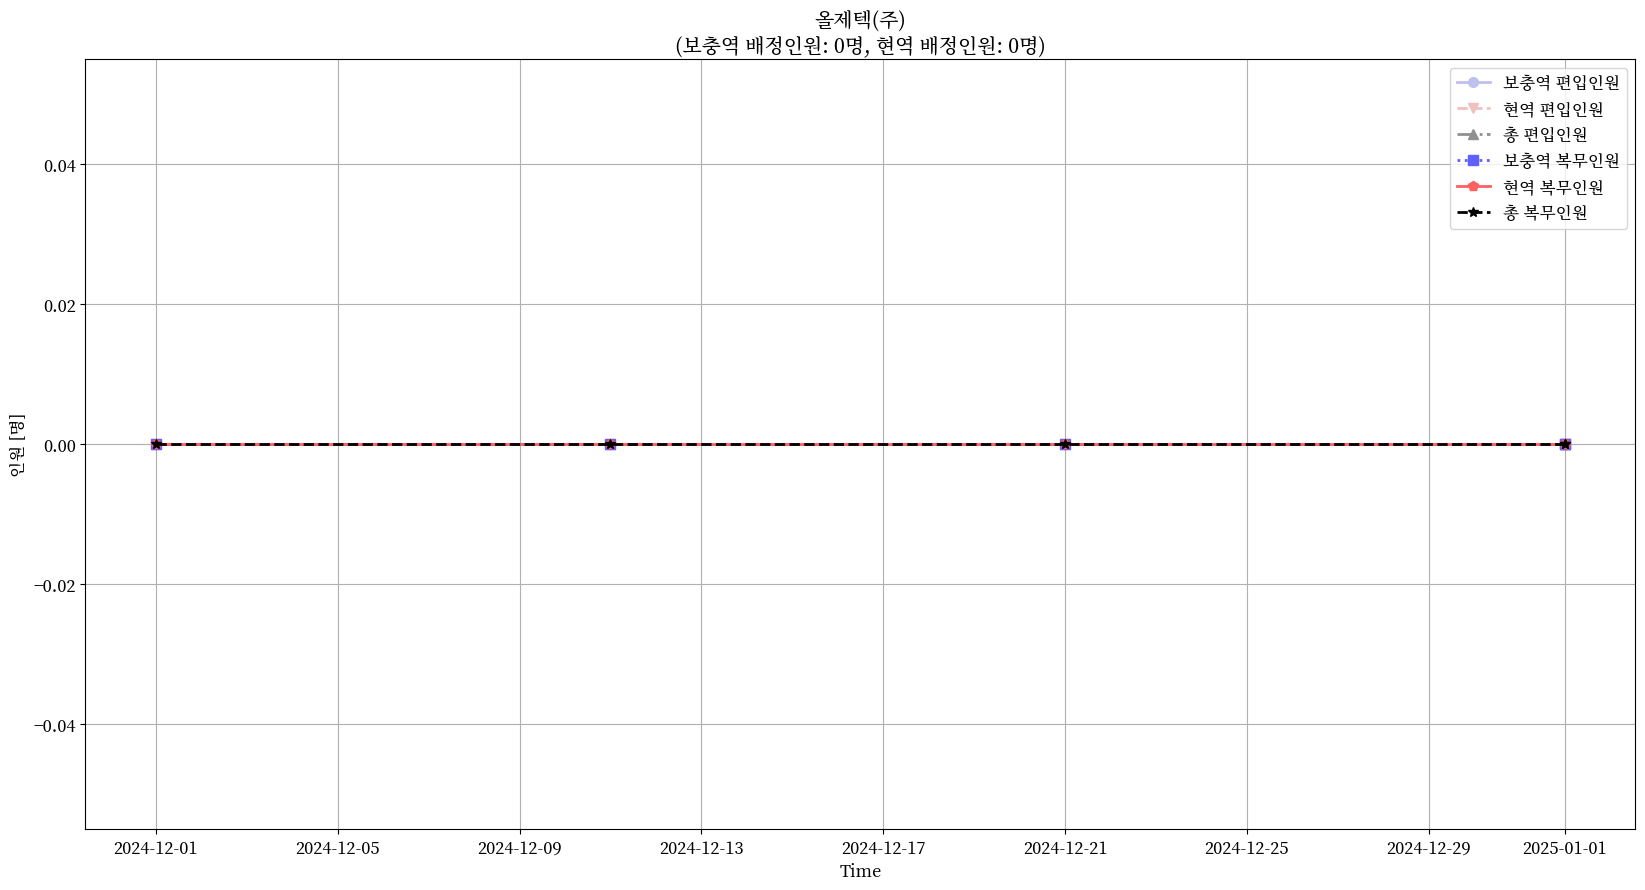 올제텍(주)
(보충역 배정인원: 0명, 현역 배정인원: 0명)
보충역 편입인원
현역 편입인원
총 편입인원
보충역 복무인원
현역 복무인원
총 복무인원
인원 [명]
0.04
0.02
0.00
−0.02
−0.04
2024-12-01 2024-12-05 2024-12-09 2024-12-13 2024-12-17 2024-12-21 2024-12-25 2024-12-29 2025-01-01
Time